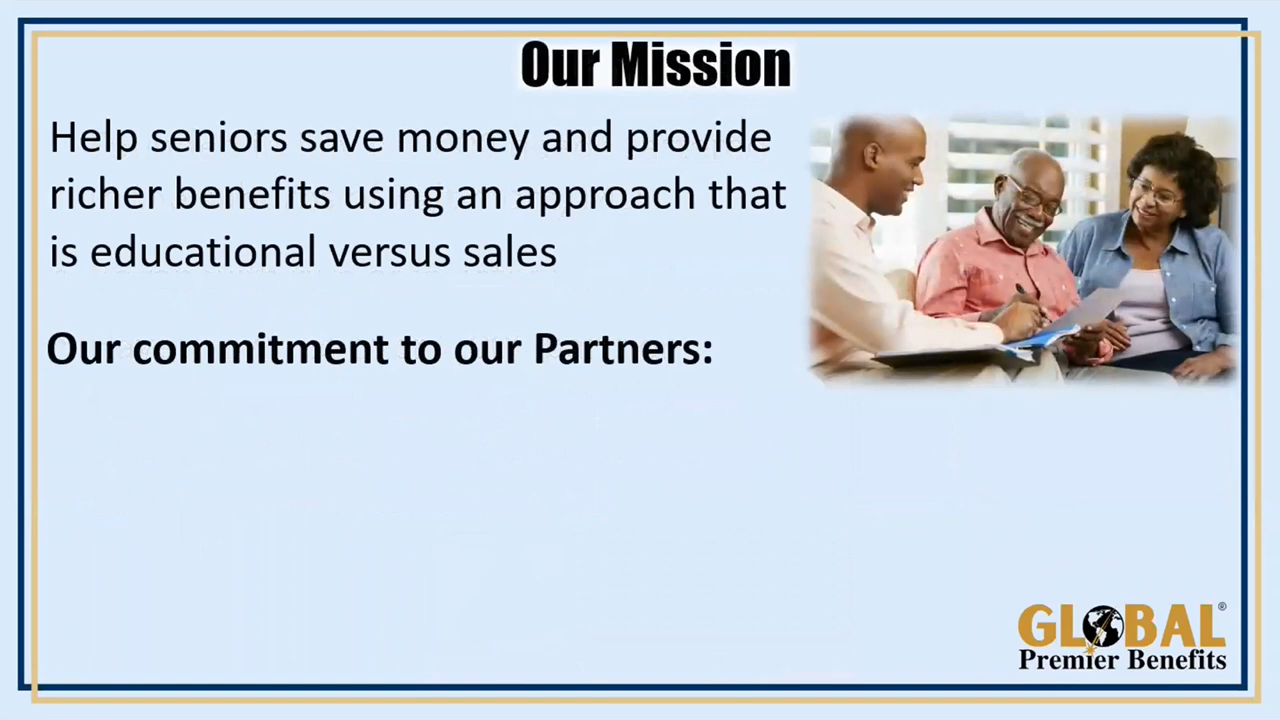 Our Mission
Help seniors save money and provide
richer benefits using an approach that
is educational versus sales
Our commitment to our Partners:
GLOBAL®
Premier Benefits